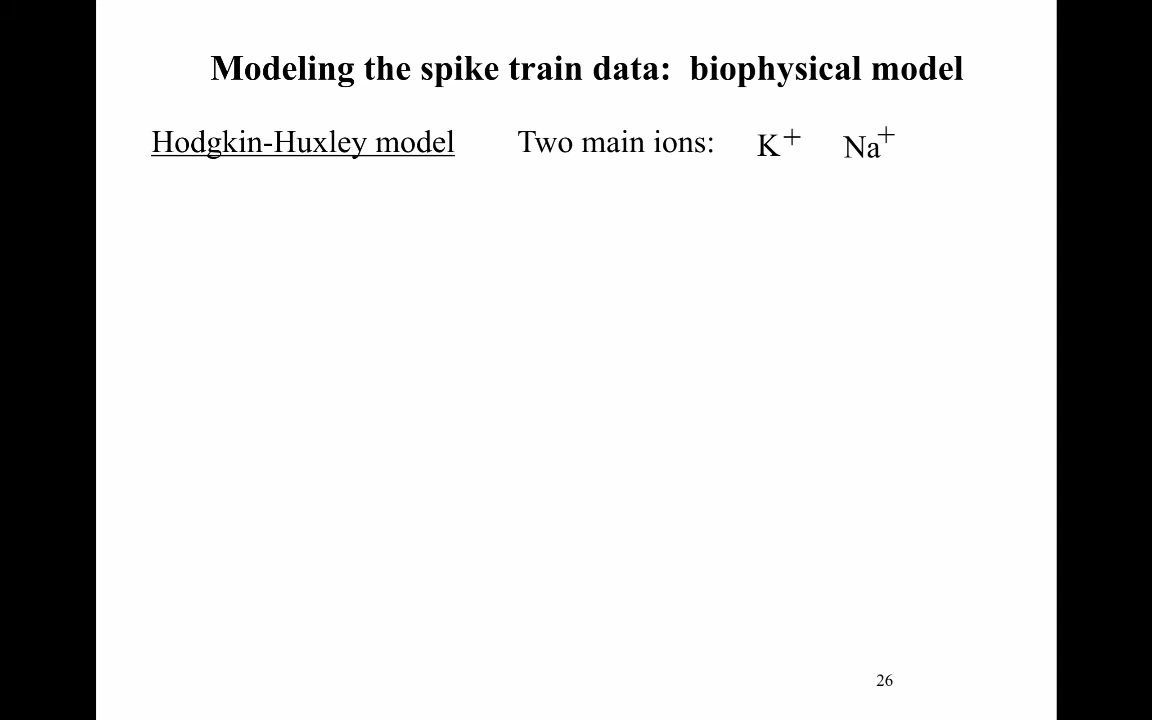 Modeling the spike train data: biophysical model
Hodgkin-Huxley model Two main ions: K+ Na+
26